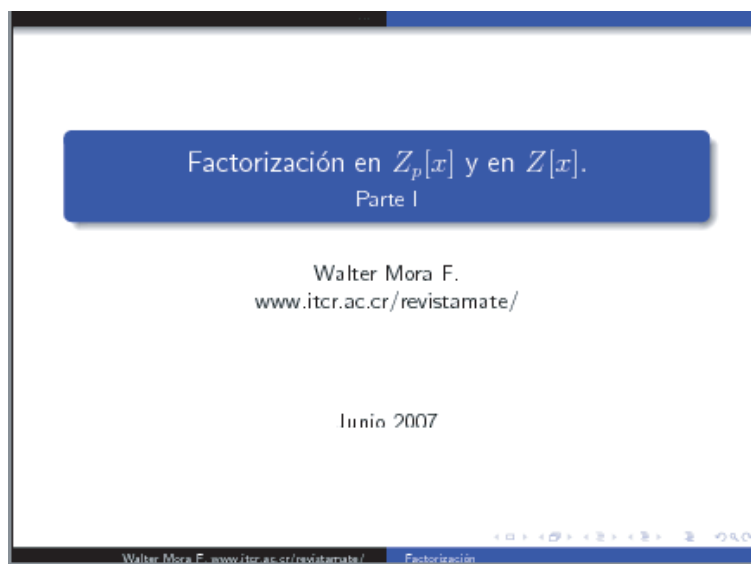 Factorización en $Z_p[x]$ y en $Z[x]$.
Parte I
Walter Mora F.
www.itcr.ac.cr/revistamate/
Junio 2007
Walter Mora F. www.itcr.ac.cr/revistamate/ Factorización